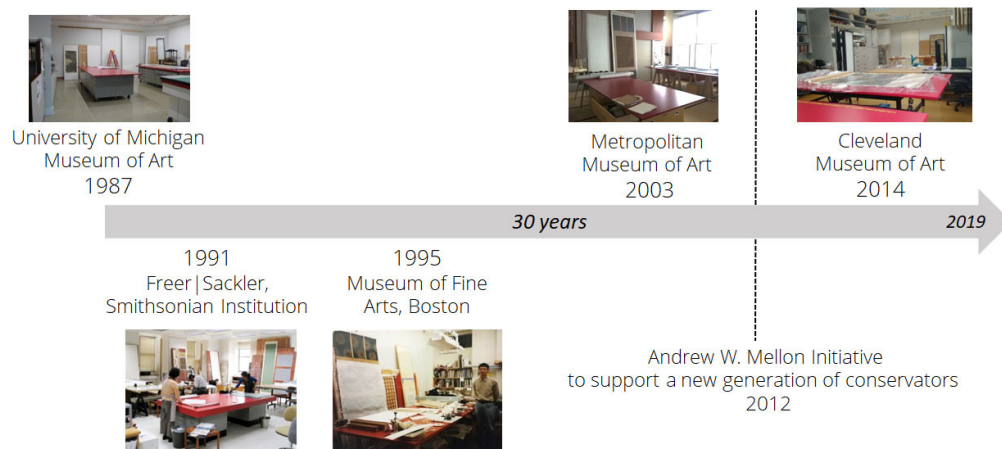 University of Michigan
Museum of Art
1987
Metropolitan
Museum of Art
2003
Cleveland
Museum of Art
2014
30 years
2019
1991
Freer|Sackler,
Smithsonian Institution
1995
Museum of Fine
Arts, Boston
Andrew W. Mellon Initiative
to support a new generation of conservators
2012